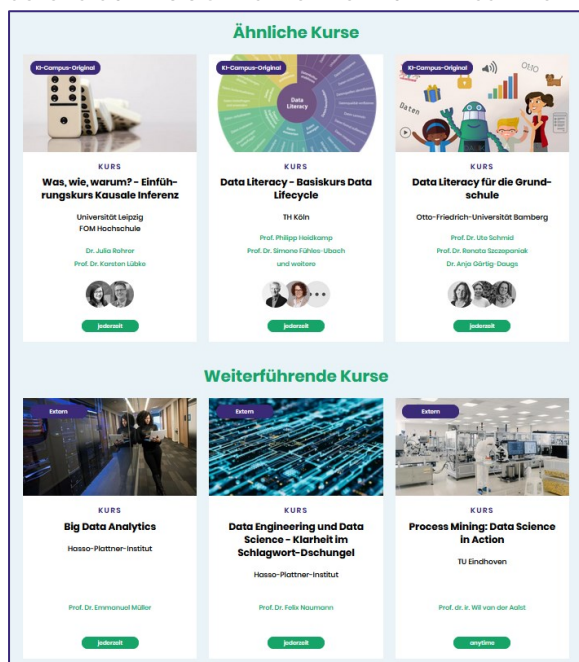 Ähnliche Kurse
KI-Campus-Original
KURS
Was, wie, warum? - Einfüh-
rungskurs Kausale Inferenz
Universität Leipzig
FOM Hochschule
Dr. Julia Rohrer
Prof. Dr. Karsten Lübke
jederzeit
KI-Campus-Original
Data
Literacy
KURS
Data Literacy - Basiskurs Data
Lifecycle
TH Köln
Prof. Philipp Heidkamp
Prof. Dr. Simone Fühles-Ubach
und weitere
jederzeit
KI-Campus-Original
OTTO
Daten
KURS
Data Literacy für die Grund-
schule
Otto-Friedrich-Universität Bamberg
Prof. Dr. Ute Schmid
Prof. Dr. Renata Szczepaniak
Dr. Anja Gärtig-Daugs
jederzeit
Weiterführende Kurse
Extern
KURS
Big Data Analytics
Hasso-Plattner-Institut
Prof. Dr. Emmanuel Müller
jederzeit
Extern
KURS
Data Engineering und Data
Science - Klarheit im
Schlagwort-Dschungel
Hasso-Plattner-Institut
Prof. Dr. Felix Naumann
jederzeit
Extern
KURS
Process Mining: Data Science
in Action
TU Eindhoven
Prof. dr. ir. Wil van der Aalst
anytime